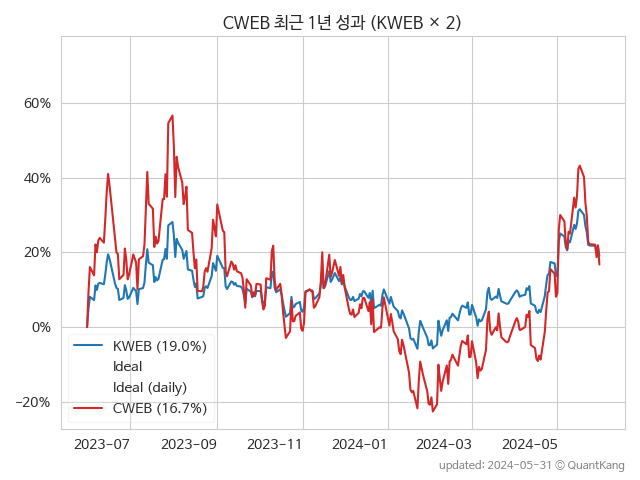 CWEB 최근 1년 성과 (KWEB × 2)
60%
40%
20%
0%
−20%
KWEB (19.0%)
Ideal
Ideal (daily)
CWEB (16.7%)
2023−07
2023−09
2023−11
2024−01
2024−03
2024−05
updated: 2024-05-31 ⓒ QuantKang